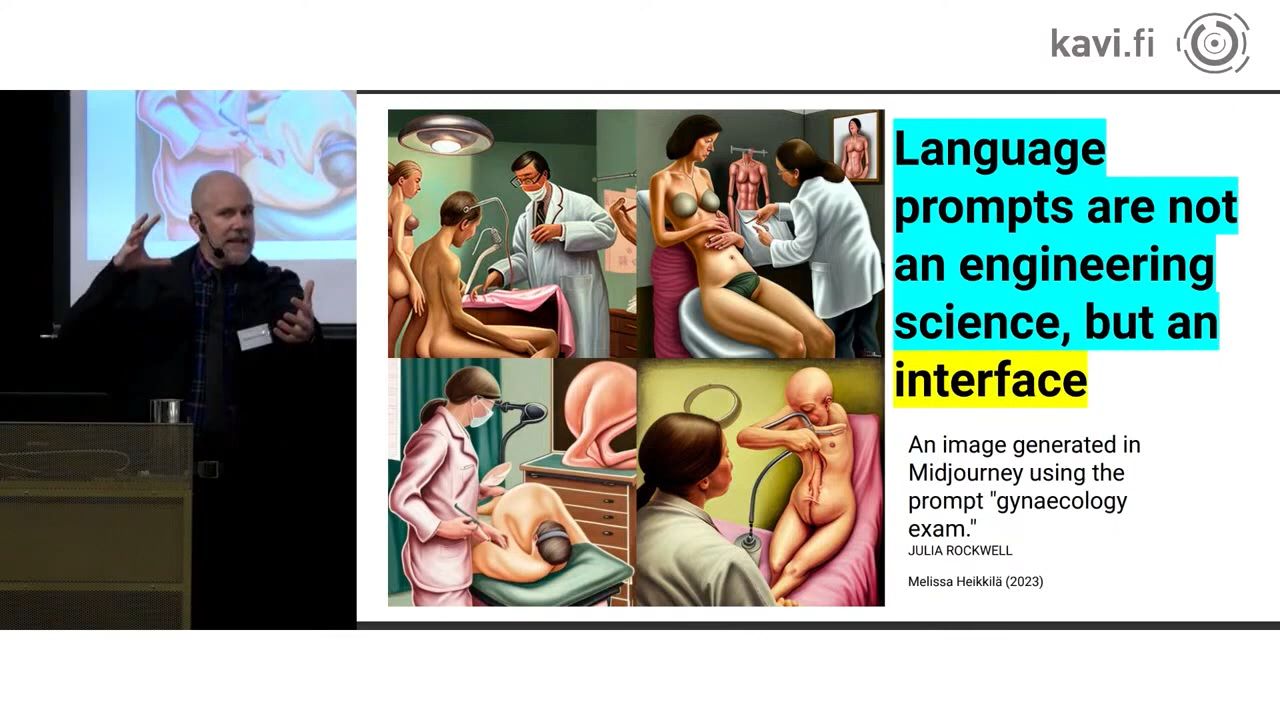 kavi.fi
Language
prompts are not
an engineering
science, but an
interface
An image generated in
Midjourney using the
prompt "gynaecology
exam."
JULIA ROCKWELL
Melissa Heikkilä (2023)